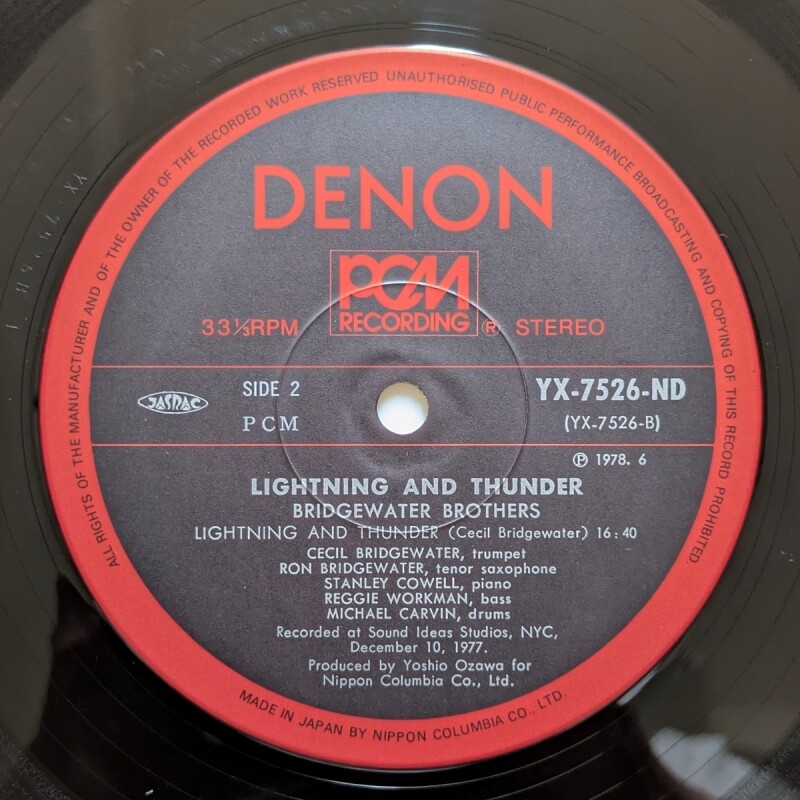 ALL RIGHTS OF THE MANUFACTURER AND OF THE OWNER OF THE RECORDED WORK RESERVED UNAUTHORISED PUBLIC PERFORMANCE BROADCASTING AND COPYING OF THIS RECORD PROHIBITED
DENON
PCM
RECORDING
33⅓RPM Ⓡ STEREO
JASRAC
SIDE 2 YX-7526-ND
PCM (YX-7526-B)
Ⓟ 1978. 6
LIGHTNING AND THUNDER
BRIDGEWATER BROTHERS
LIGHTNING AND THUNDER (Cecil Bridgewater) 16:40
CECIL BRIDGEWATER, trumpet
RON BRIDGEWATER, tenor saxophone
STANLEY COWELL, piano
REGGIE WORKMAN, bass
MICHAEL CARVIN, drums
Recorded at Sound Ideas Studios, NYC,
December 10, 1977.
Produced by Yoshio Ozawa for
Nippon Columbia Co., Ltd.
MADE IN JAPAN BY NIPPON COLUMBIA CO., LTD.